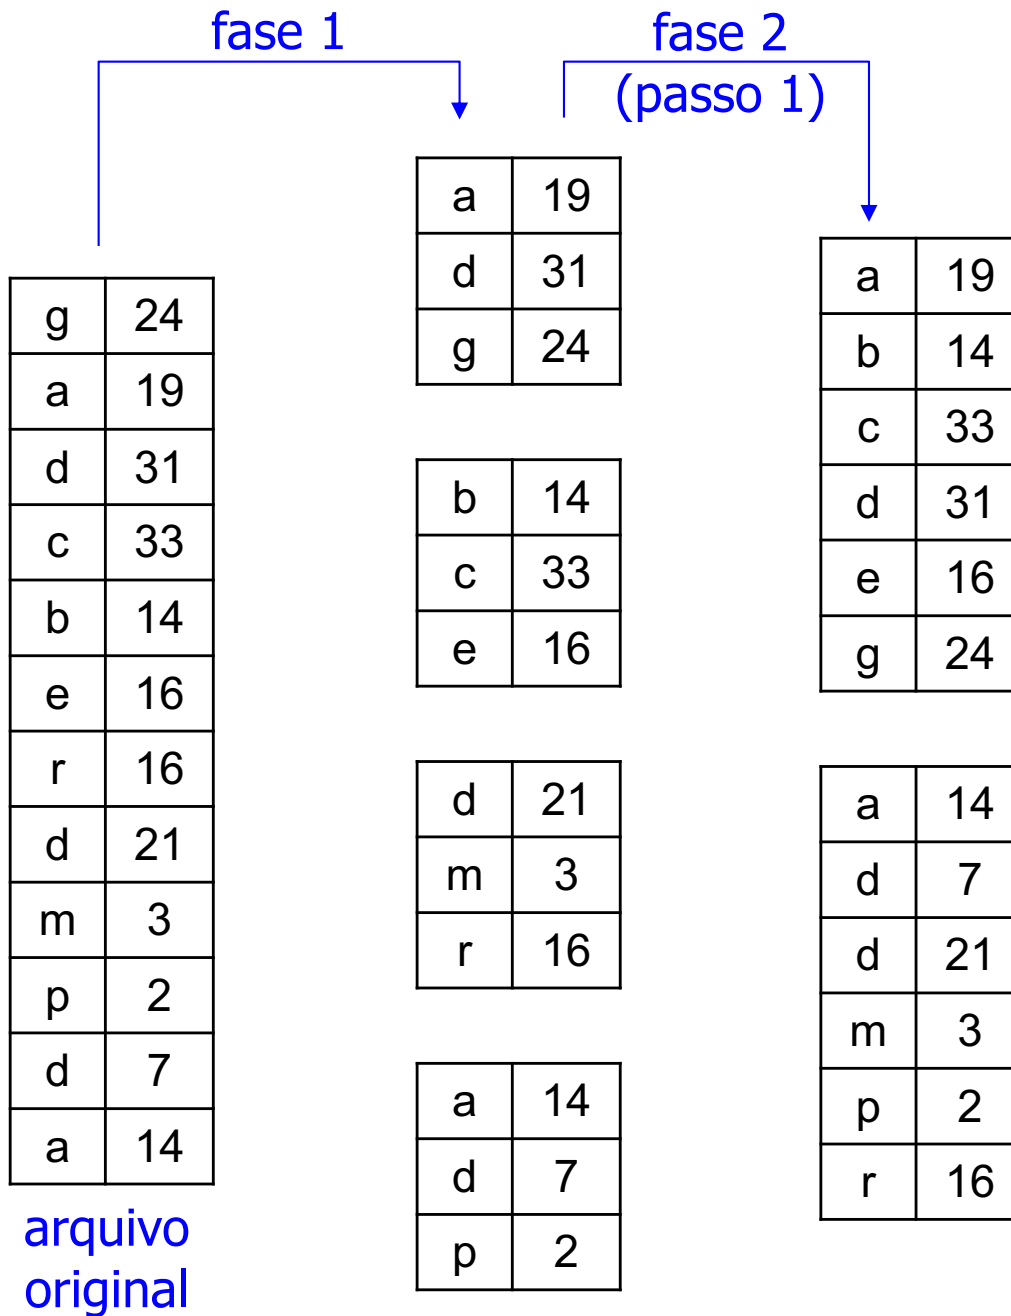 fase 1
fase 2
(passo 1)
g 24
a 19
d 31
c 33
b 14
e 16
r 16
d 21
m 3
p 2
d 7
a 14
arquivo
original
a 19
d 31
g 24
b 14
c 33
e 16
d 21
m 3
r 16
a 14
d 7
p 2
a 19
b 14
c 33
d 31
e 16
g 24
a 14
d 7
d 21
m 3
p 2
r 16